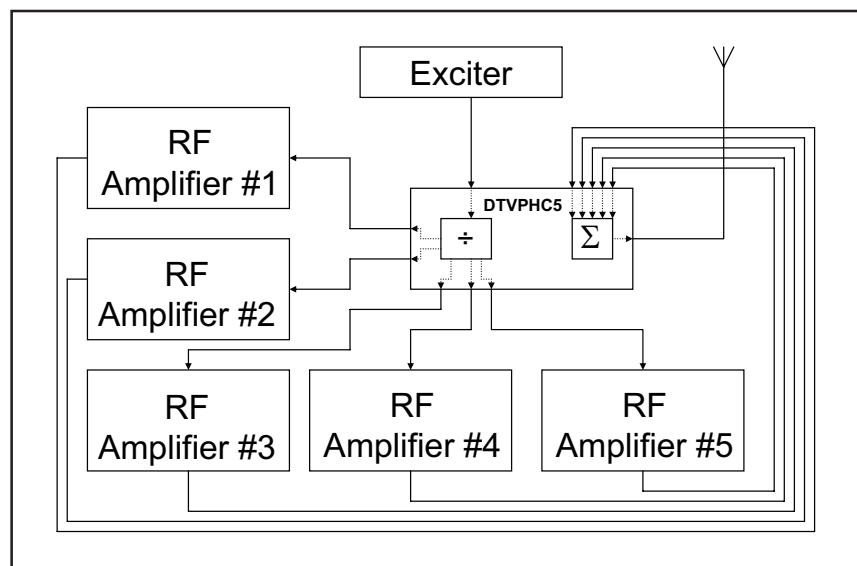 Exciter
RF
Amplifier #1
DTVPHC5
÷
Σ
RF
Amplifier #2
RF
Amplifier #3
RF
Amplifier #4
RF
Amplifier #5